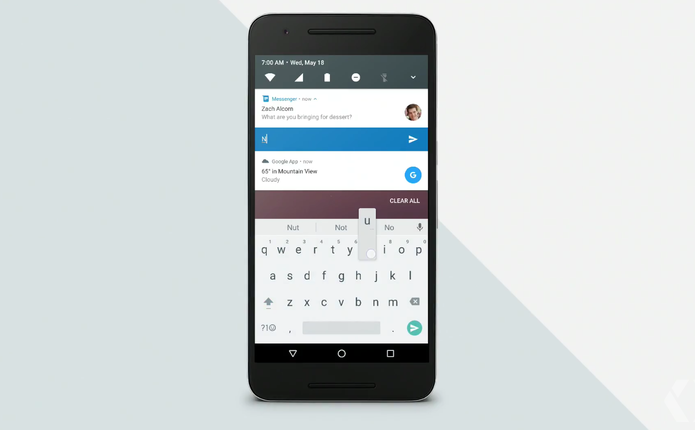 7:00 AM • Wed, May 18
Messenger • now
Zach Alcorn
What are you bringing for dessert?
N
Google App • now
65° in Mountain View
Cloudy
G
CLEAR ALL
u
Nut Not No
1 2 3 4 5 6 8 9 0
q w e r t y i o p
a s d f g h j k l
z x c v b n m
?1☺ , .